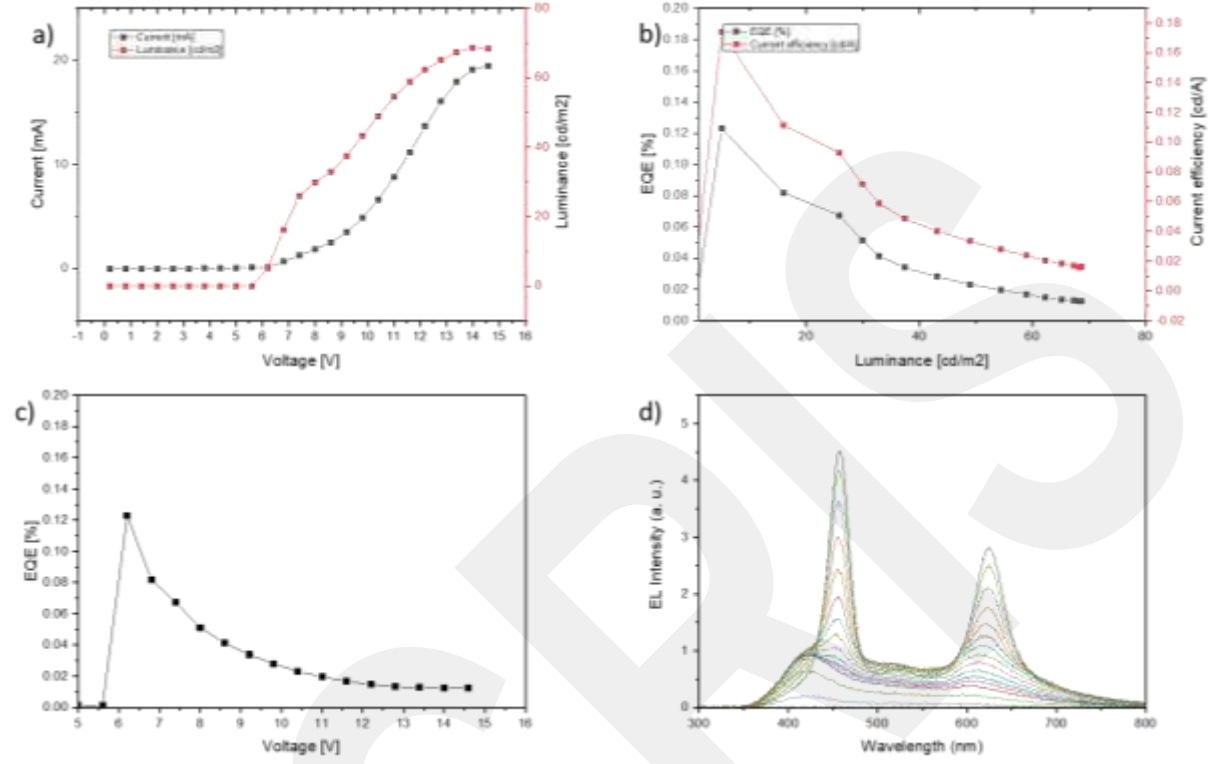 a)
Current [mA]
Luminance [cd/m2]
Current [mA]
20
10
0
80
60
40
20
0
Luminance [cd/m2]
-1 0 1 2 3 4 5 6 7 8 9 10 11 12 13 14 15 16
Voltage [V]
b)
EQE [%]
Current efficiency [cd/A]
EQE [%]
0.20
0.18
0.16
0.14
0.12
0.10
0.08
0.06
0.04
0.02
0.00
0.18
0.16
0.14
0.12
0.10
0.08
0.06
0.04
0.02
0.00
-0.02
Current efficiency [cd/A]
20 40 60 80
Luminance [cd/m2]
c)
EQE [%]
0.20
0.18
0.16
0.14
0.12
0.10
0.08
0.06
0.04
0.02
0.00
5 6 7 8 9 10 11 12 13 14 15 16
Voltage [V]
d)
EL Intensity (a. u.)
5
4
3
2
1
0
300 400 500 600 700 800
Wavelength (nm)